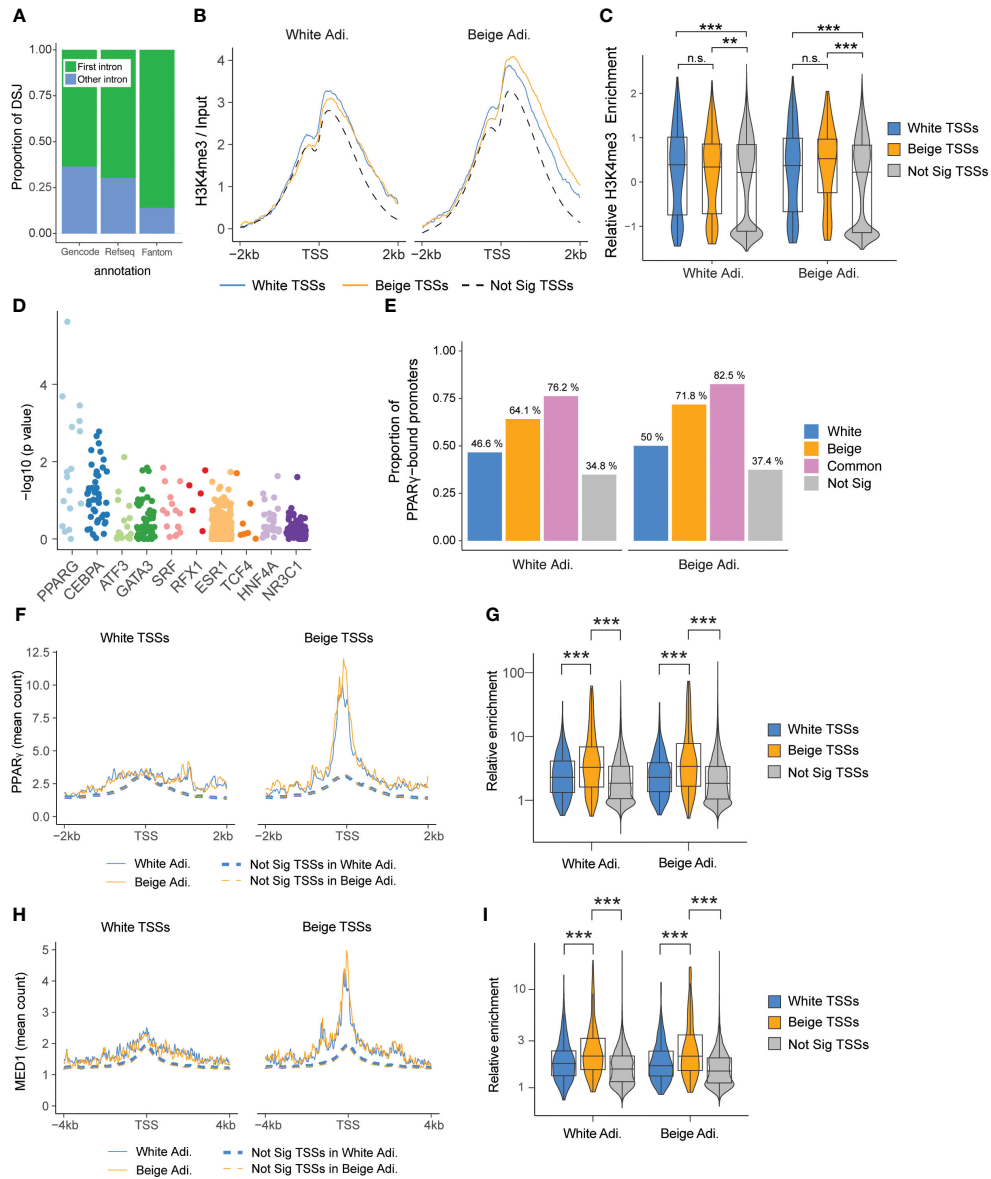 A
Proportion of DSJ
1.00
0.75
0.50
0.25
0.00
First intron
Other intron
Gencode Refseq Fantom
annotation
B
White Adi. Beige Adi.
H3K4me3 / Input
4
3
2
1
0
−2kb TSS 2kb −2kb TSS 2kb
White TSSs Beige TSSs Not Sig TSSs
C
Relative H3K4me3 Enrichment
*** ***
** ***
n.s. n.s.
2
1
0
−1
White Adi. Beige Adi.
White TSSs
Beige TSSs
Not Sig TSSs
D
−log10 (p value)
4
2
0
PPARG CEBPA ATF3 GATA3 SRF RFX1 ESR1 TCF4 HNF4A NR3C1
E
Proportion of
PPARγ−bound promoters
1.00
0.75
0.50
0.25
0.00
46.6 % 64.1 % 76.2 % 34.8 % 50 % 71.8 % 82.5 % 37.4 %
White Adi. Beige Adi.
White
Beige
Common
Not Sig
F
White TSSs Beige TSSs
PPARγ (mean count)
12.5
10.0
7.5
5.0
2.5
0.0
−2kb TSS 2kb −2kb TSS 2kb
White Adi. Not Sig TSSs in White Adi.
Beige Adi. Not Sig TSSs in Beige Adi.
G
Relative enrichment
*** ***
*** ***
100
10
1
White Adi. Beige Adi.
White TSSs
Beige TSSs
Not Sig TSSs
H
White TSSs Beige TSSs
MED1 (mean count)
5
4
3
2
1
0
−4kb TSS 4kb −4kb TSS 4kb
White Adi. Not Sig TSSs in White Adi.
Beige Adi. Not Sig TSSs in Beige Adi.
I
Relative enrichment
*** ***
*** ***
10
3
1
White Adi. Beige Adi.
White TSSs
Beige TSSs
Not Sig TSSs